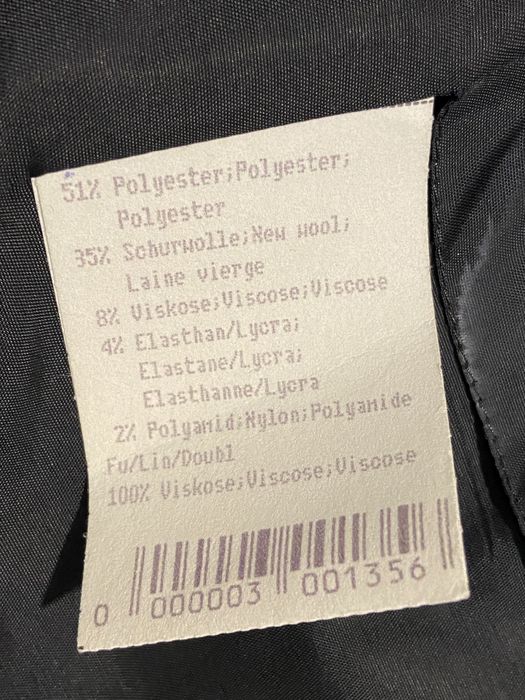 51% Polyester;Polyester;
Polyester
35% Schurwolle;New wool;
Laine vierge
8% Viskose;Viscose;Viscose
4% Elasthan/Lycra;
Elastane/Lycra;
Elasthanne/Lycra
2% Polyamid;Nylon;Polyamide
Fu/Lin/Doubl
100% Viskose;Viscose;Viscose
0 000003 001356